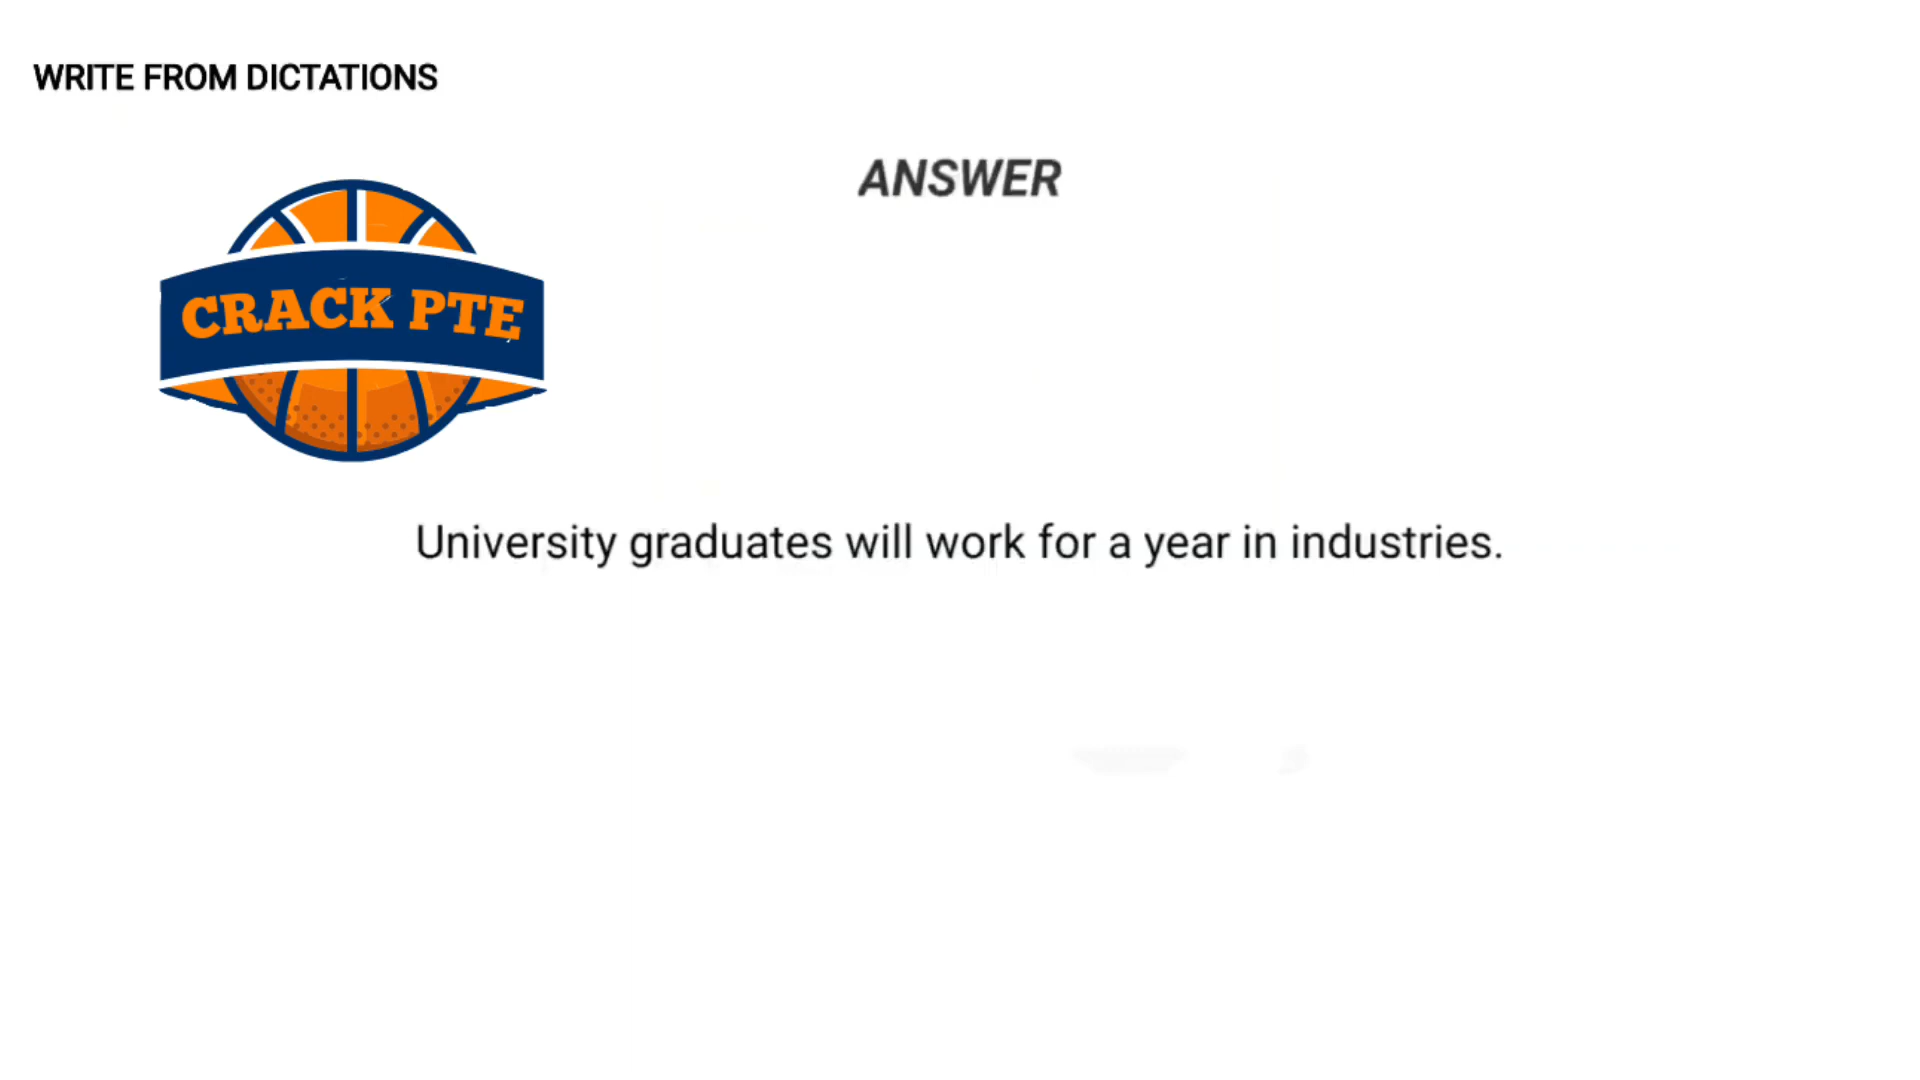 WRITE FROM DICTATIONS
ANSWER
CRACK PTE
University graduates will work for a year in industries.